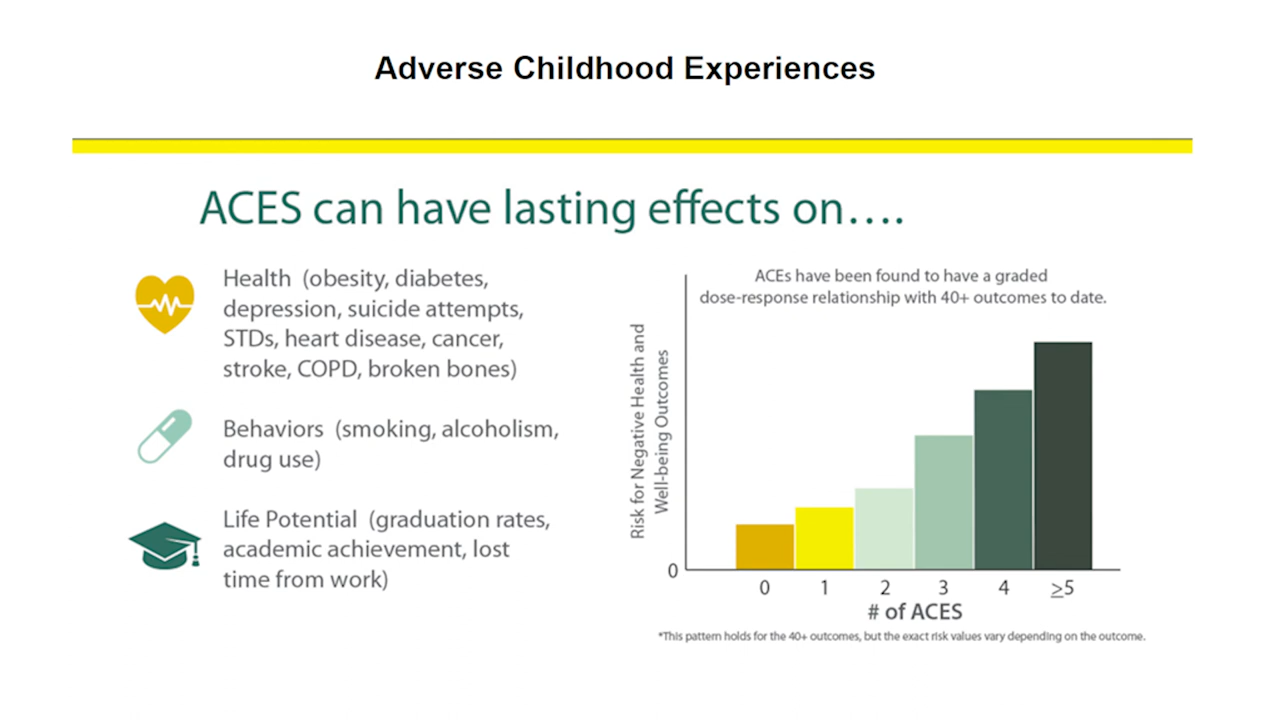 Adverse Childhood Experiences
ACES can have lasting effects on....
Health (obesity, diabetes,
depression, suicide attempts,
STDs, heart disease, cancer,
stroke, COPD, broken bones)
Behaviors (smoking, alcoholism,
drug use)
Life Potential (graduation rates,
academic achievement, lost
time from work)
ACEs have been found to have a graded
dose-response relationship with 40+ outcomes to date.
Risk for Negative Health and
Well-being Outcomes
0
0 1 2 3 4 ≥5
# of ACES
*This pattern holds for the 40+ outcomes, but the exact risk values vary depending on the outcome.